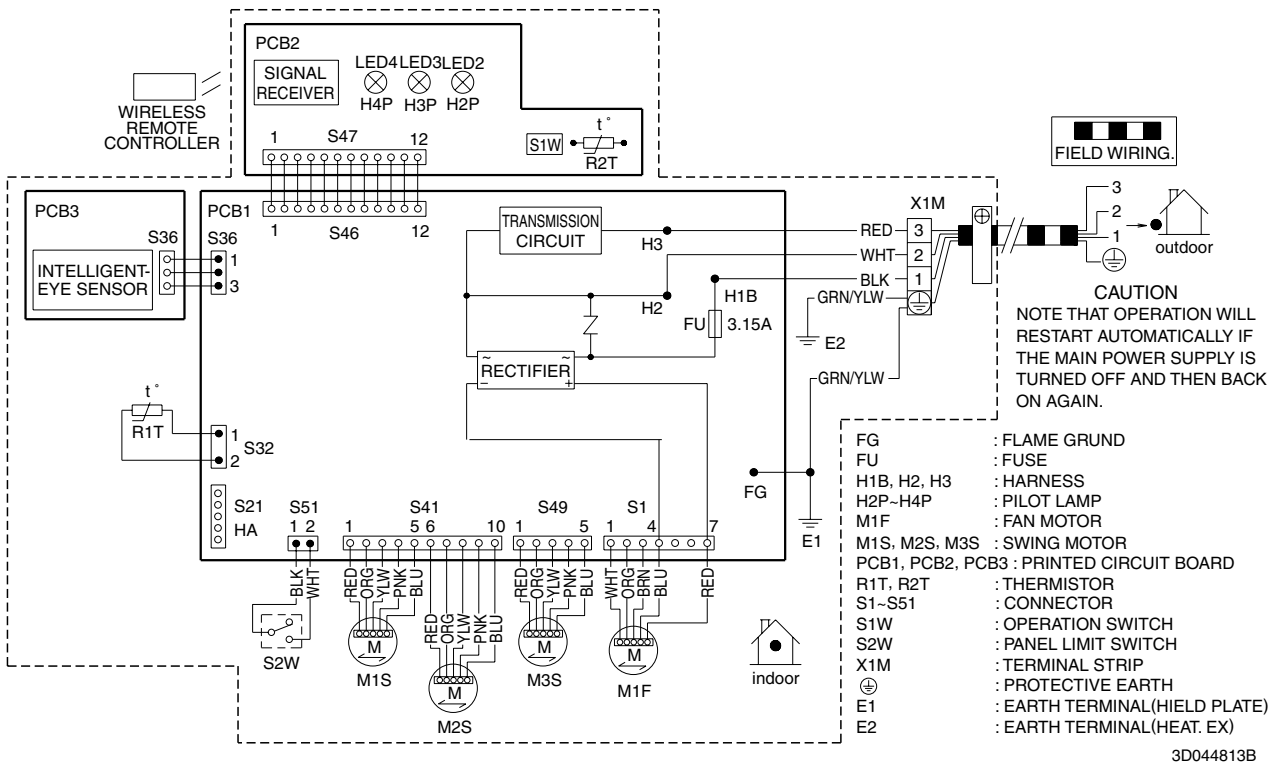 PCB2
SIGNAL
RECEIVER
LED4 LED3 LED2
H4P H3P H2P
WIRELESS
REMOTE
CONTROLLER
1 S47 12
S1W
t°
R2T
FIELD WIRING.
PCB3
S36
INTELLIGENT-
EYE SENSOR
PCB1
S36
1
3
1 S46 12
TRANSMISSION
CIRCUIT
H3
H2
H1B
FU 3.15A
~ ~
RECTIFIER
− +
X1M
RED 3
WHT 2
BLK 1
GRN/YLW
E2
GRN/YLW
3
2
1
outdoor
CAUTION
NOTE THAT OPERATION WILL
RESTART AUTOMATICALLY IF
THE MAIN POWER SUPPLY IS
TURNED OFF AND THEN BACK
ON AGAIN.
t°
R1T
1
2
S32
S21
HA
FG
E1
S51
1 2
S41
1 5 6 10
S49
1 5
S1
1 4 7
BLK WHT
RED ORG YLW PNK BLU
RED ORG YLW PNK BLU
RED ORG YLW PNK BLU
WHT ORG BRN BLU RED
S2W
M
M1S
M
M2S
M
M3S
M
M1F
indoor
FG : FLAME GRUND
FU : FUSE
H1B, H2, H3 : HARNESS
H2P~H4P : PILOT LAMP
M1F : FAN MOTOR
M1S, M2S, M3S : SWING MOTOR
PCB1, PCB2, PCB3 : PRINTED CIRCUIT BOARD
R1T, R2T : THERMISTOR
S1~S51 : CONNECTOR
S1W : OPERATION SWITCH
S2W : PANEL LIMIT SWITCH
X1M : TERMINAL STRIP
: PROTECTIVE EARTH
E1 : EARTH TERMINAL(HIELD PLATE)
E2 : EARTH TERMINAL(HEAT. EX)
3D044813B